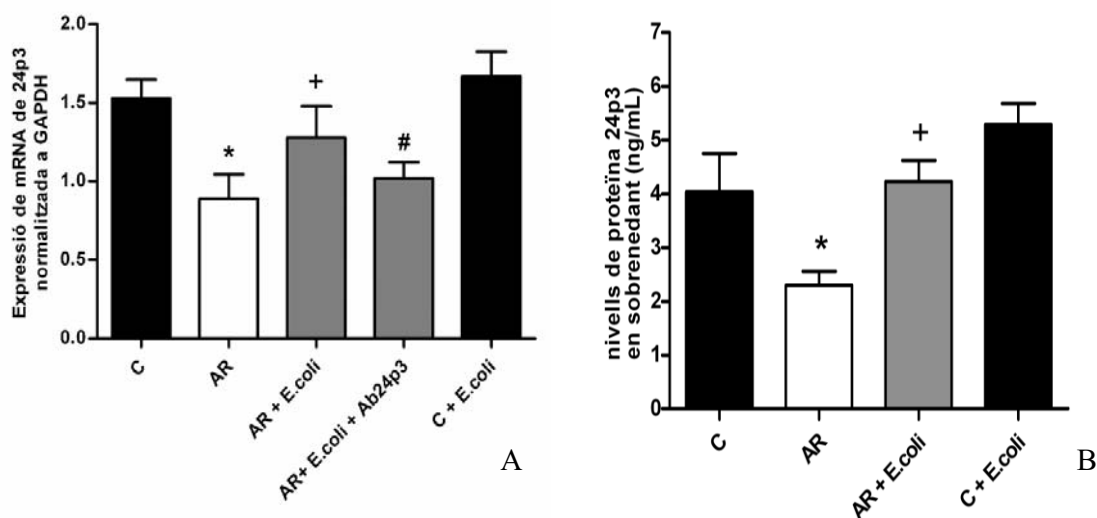 Expressió de mRNA de 24p3
normalitzada a GAPDH
2.0
1.5
1.0
0.5
0.0
*
+
#
C
AR
AR + E.coli
AR+ E.coli + Ab24p3
C + E.coli
A
nivells de proteïna 24p3
en sobrenedant (ng/mL)
7
6
5
4
3
2
1
0
*
+
C
AR
AR + E.coli
C + E.coli
B